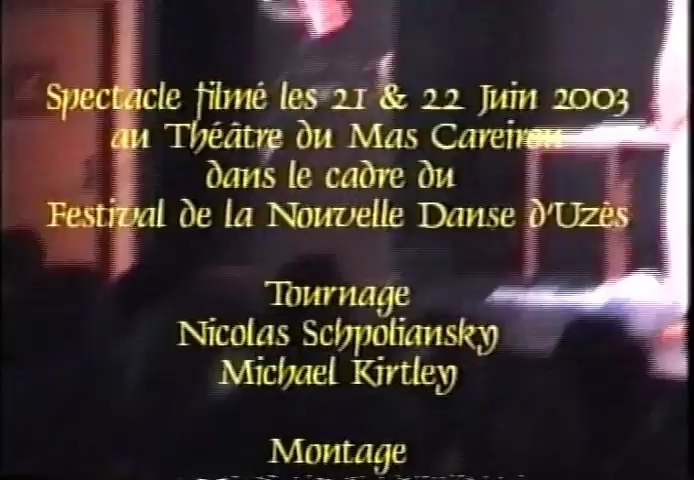 Spectacle filmé les 21 & 22 Juin 2003
au Théâtre du Mas Careiron
dans le cadre du
Festival de la Nouvelle Danse d'Uzès
Tournage
Nicolas Schpoliansky
Michael Kirtley
Montage